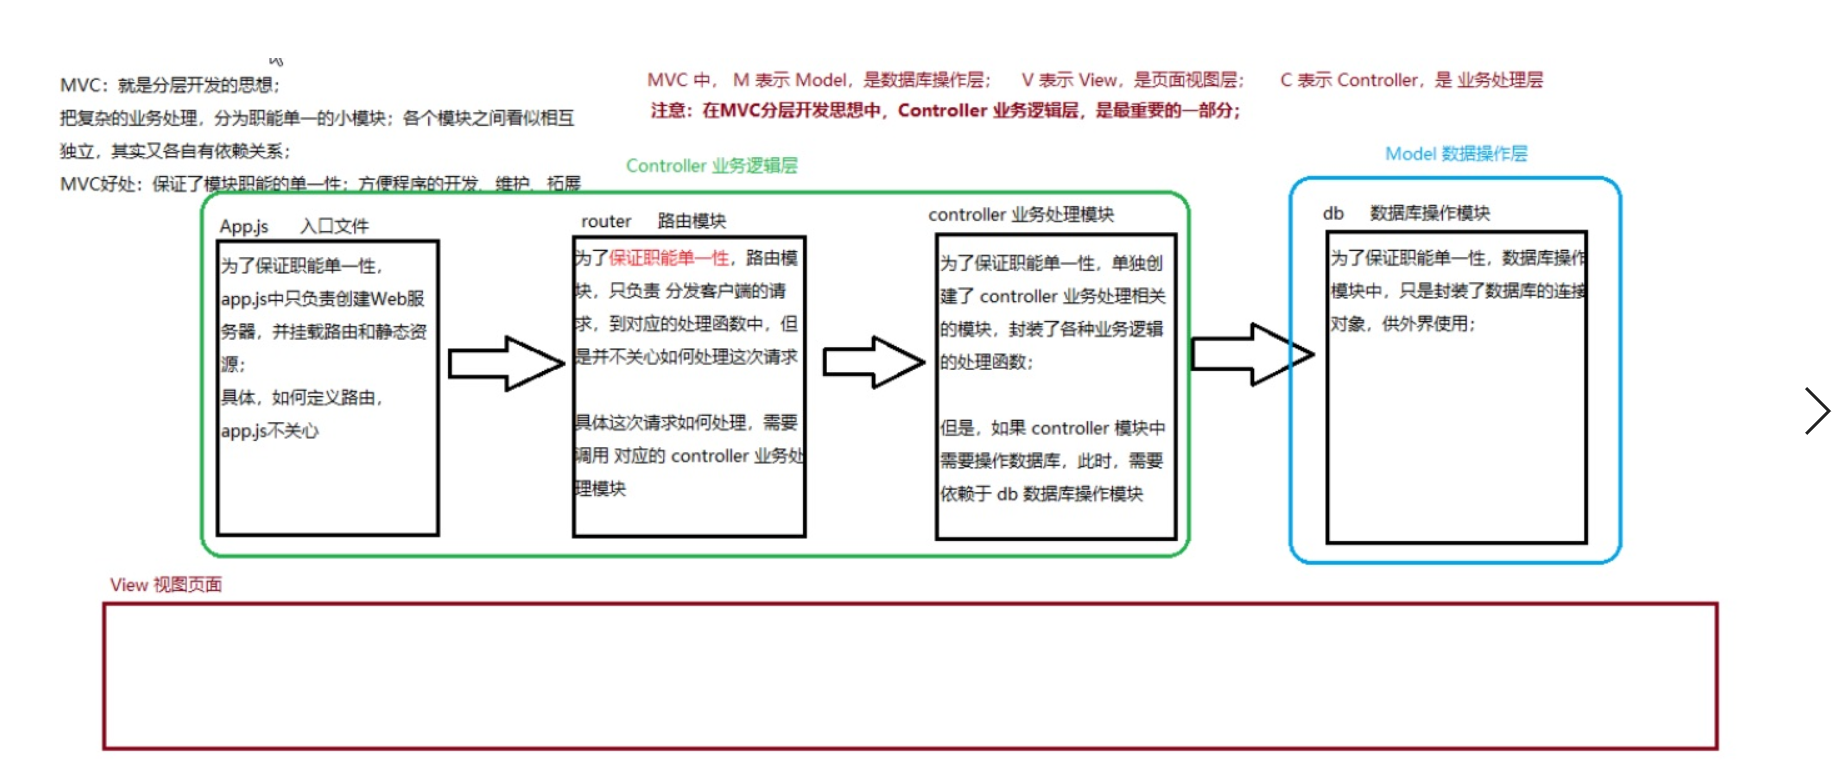 MVC：就是分层开发的思想；
把复杂的业务处理，分为职能单一的小模块；各个模块之间看似相互
独立，其实又各自有依赖关系；
MVC好处：保证了模块职能的单一性；方便程序的开发、维护、拓展
MVC 中， M 表示 Model，是数据库操作层； V 表示 View，是页面视图层； C 表示 Controller，是 业务处理层
注意：在MVC分层开发思想中，Controller 业务逻辑层，是最重要的一部分；
Controller 业务逻辑层
App.js 入口文件
为了保证职能单一性，
app.js中只负责创建Web服
务器，并挂载路由和静态资
源；
具体，如何定义路由，
app.js不关心
router 路由模块
为了保证职能单一性，路由模
块，只负责 分发客户端的请
求，到对应的处理函数中，但
是并不关心如何处理这次请求
具体这次请求如何处理，需要
调用 对应的 controller 业务处
理模块
controller 业务处理模块
为了保证职能单一性，单独创
建了 controller 业务处理相关
的模块，封装了各种业务逻辑
的处理函数；
但是，如果 controller 模块中
需要操作数据库，此时，需要
依赖于 db 数据库操作模块
Model 数据操作层
db 数据库操作模块
为了保证职能单一性，数据库操作
模块中，只是封装了数据库的连接
对象，供外界使用；
View 视图页面